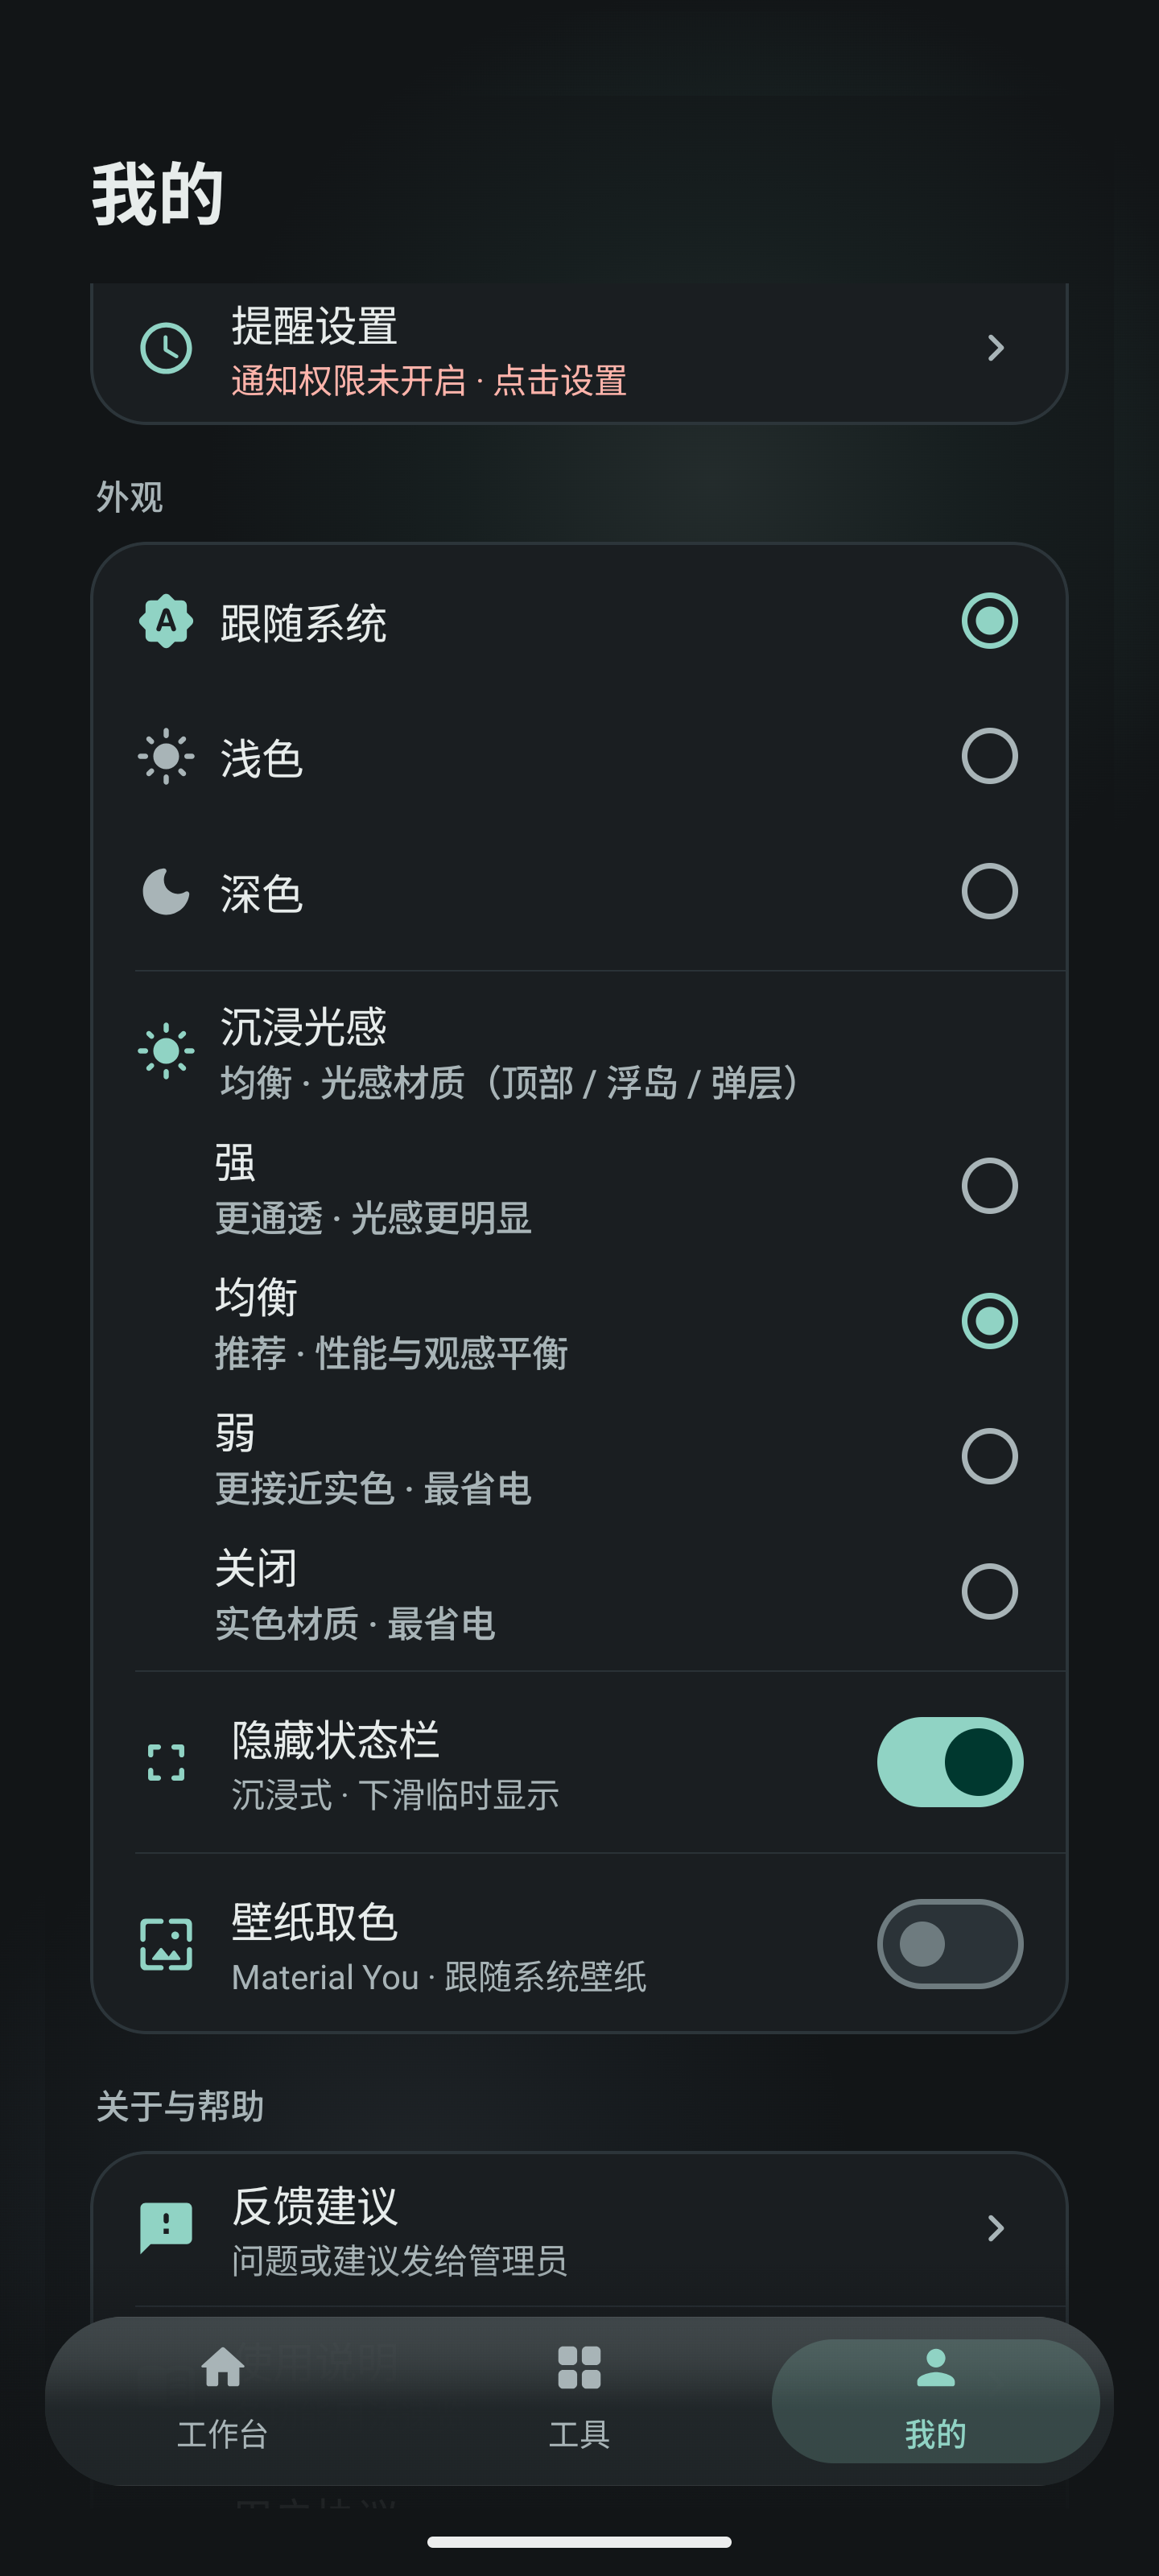 我的
提醒设置
通知权限未开启 · 点击设置
外观
跟随系统
浅色
深色
沉浸光感
均衡 · 光感材质（顶部 / 浮岛 / 弹层）
强
更通透 · 光感更明显
均衡
推荐 · 性能与观感平衡
弱
更接近实色 · 最省电
关闭
实色材质 · 最省电
隐藏状态栏
沉浸式 · 下滑临时显示
壁纸取色
Material You · 跟随系统壁纸
关于与帮助
反馈建议
问题或建议发给管理员
使用说明
工作台
工具
我的